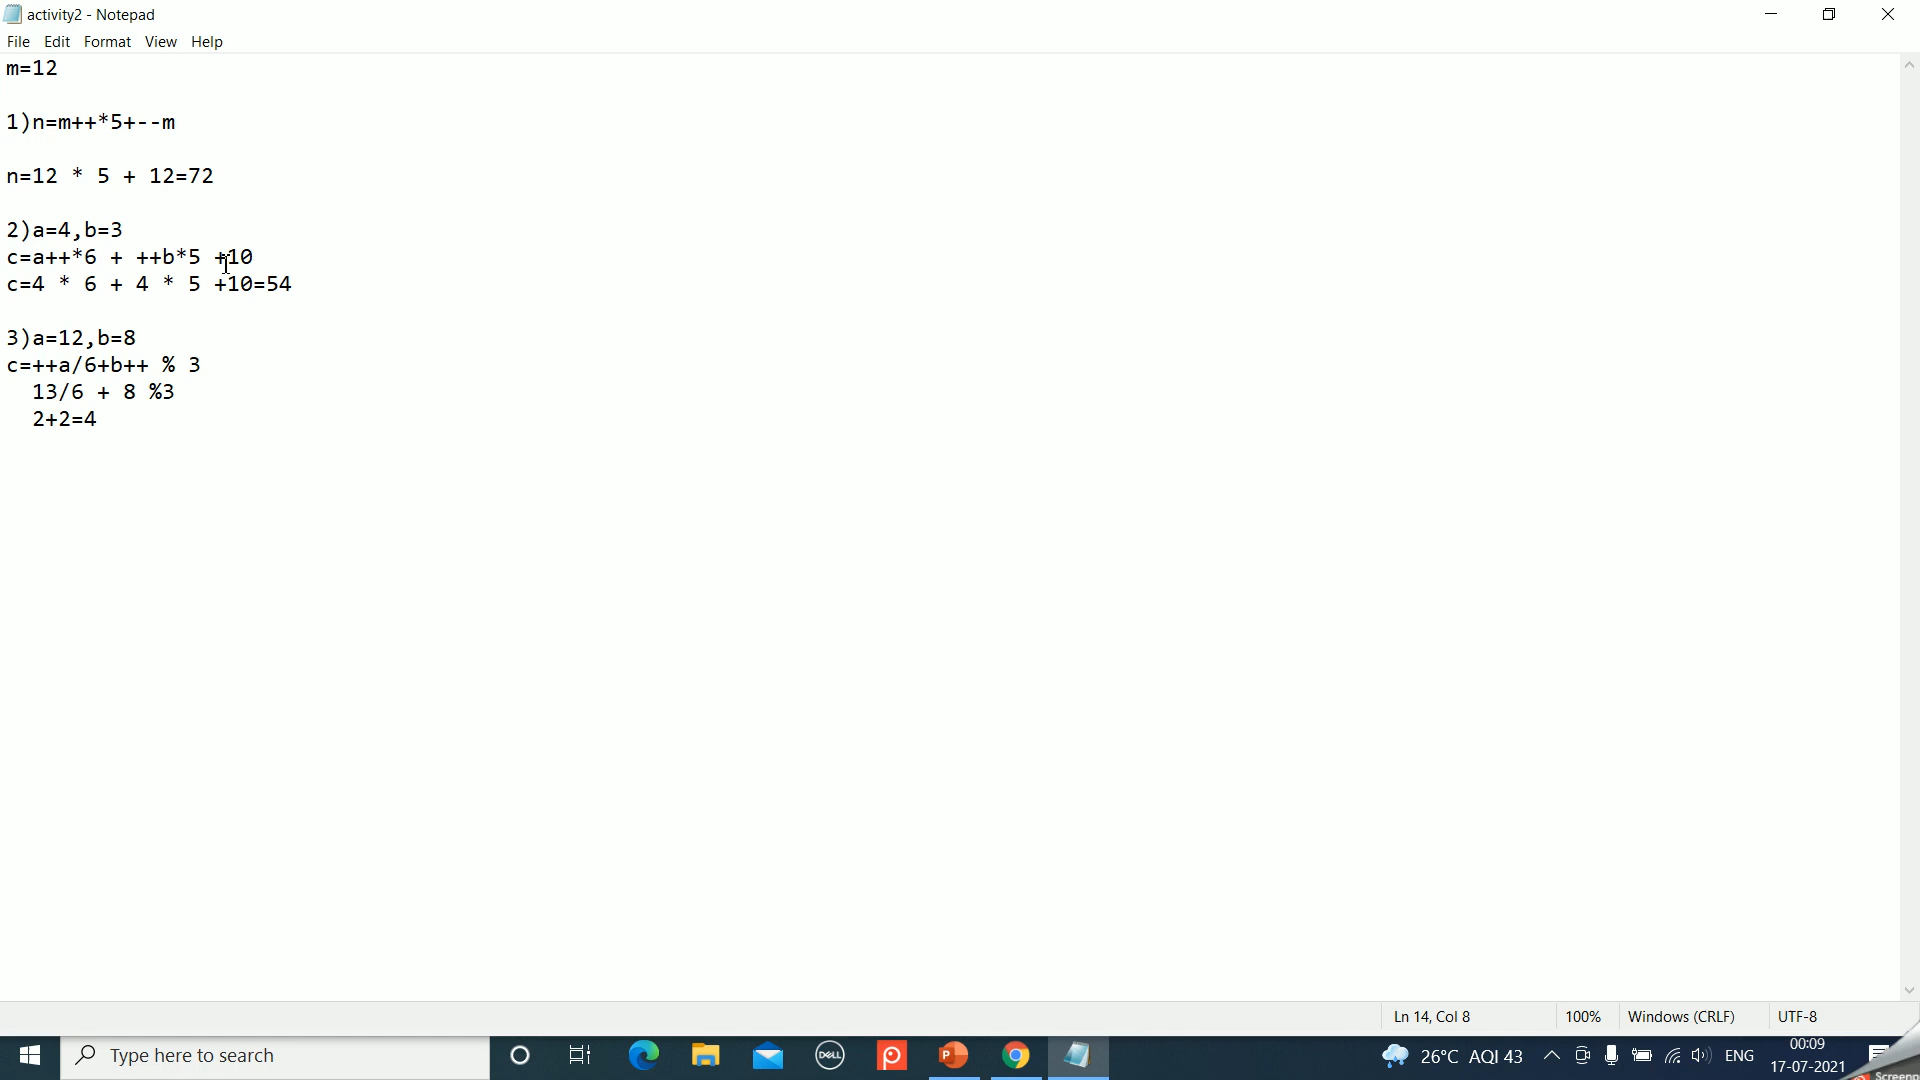 activity2 - Notepad
File Edit Format View Help
m=12
1)n=m++*5+--m
n=12 * 5 + 12=72
2)a=4,b=3
c=a++*6 + ++b*5 +10
c=4 * 6 + 4 * 5 +10=54
3)a=12,b=8
c=++a/6+b++ % 3
13/6 + 8 %3
2+2=4
Ln 14, Col 8 100% Windows (CRLF) UTF-8
Type here to search DELL 26°C AQI 43 ENG 00:09
17-07-2021